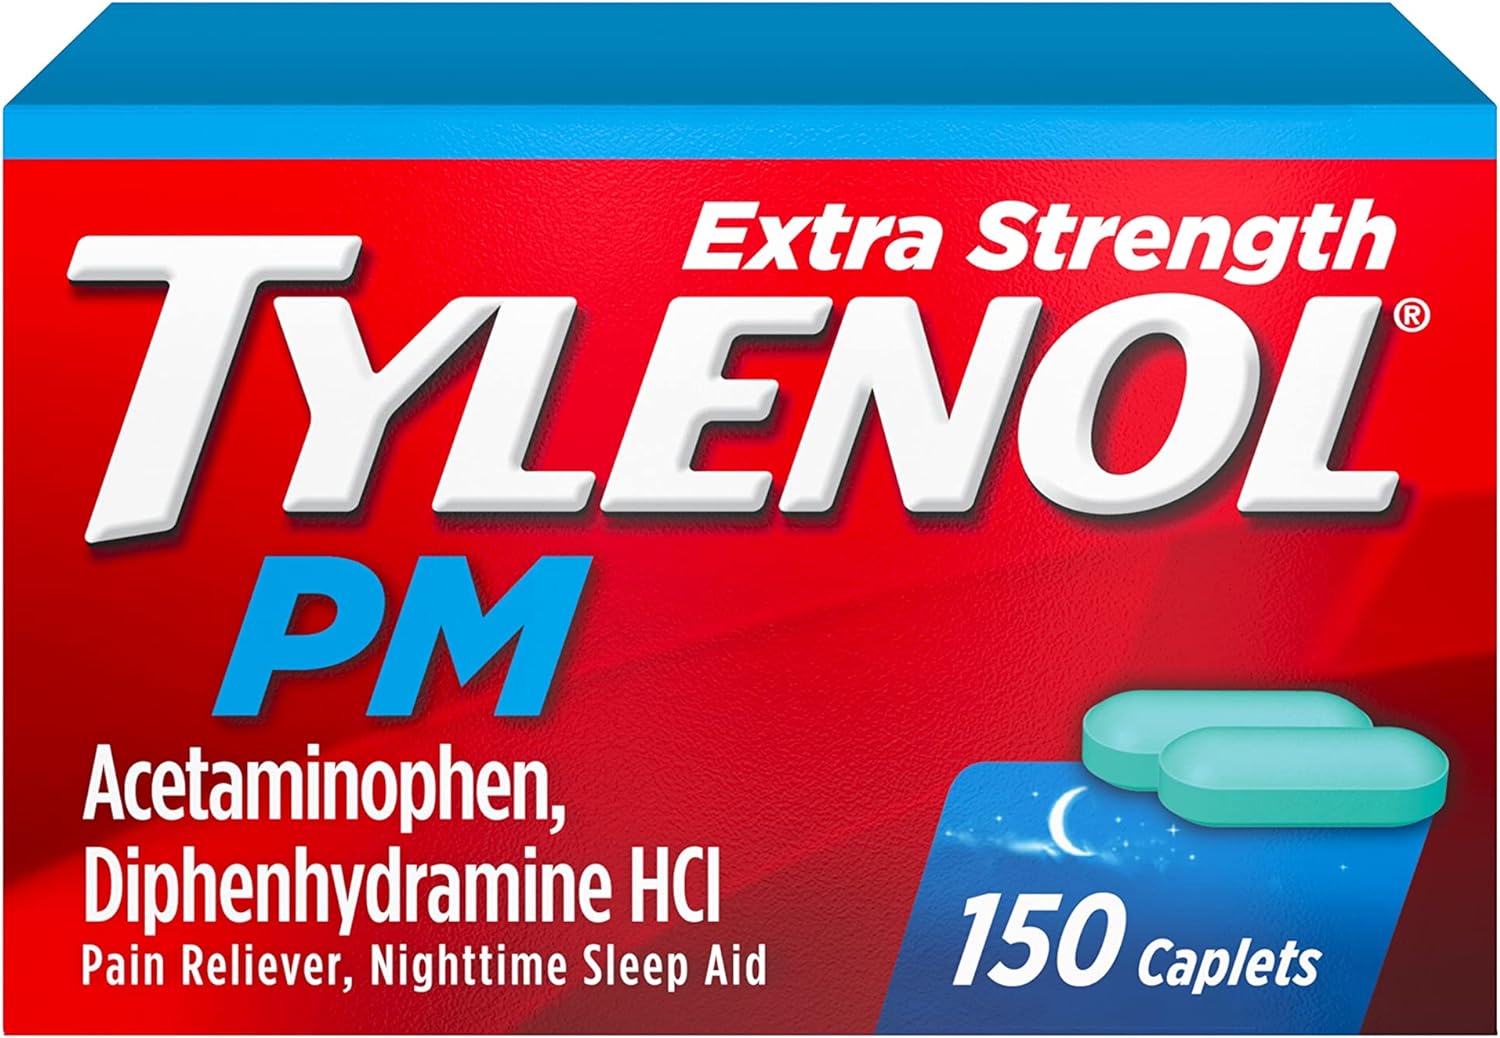 Extra Strength
TYLENOL®
PM
Acetaminophen,
Diphenhydramine HCl
Pain Reliever, Nighttime Sleep Aid
150 Caplets